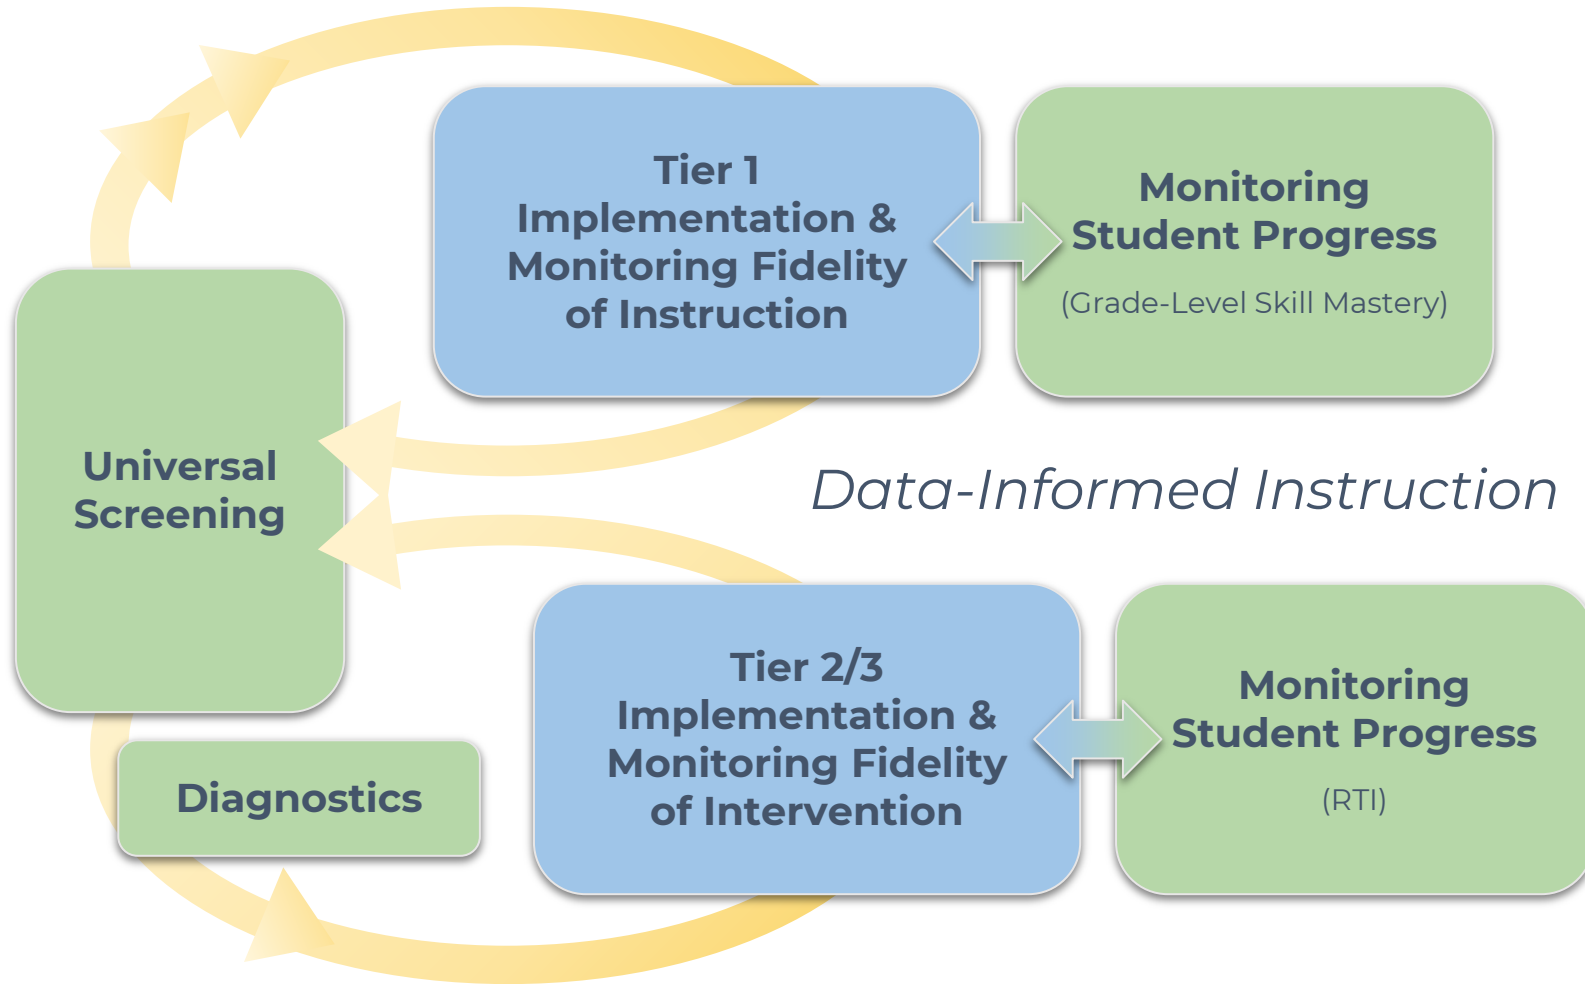 Tier 1
Implementation &
Monitoring Fidelity
of Instruction
Monitoring
Student Progress
(Grade-Level Skill Mastery)
Universal
Screening
Data-Informed Instruction
Tier 2/3
Implementation &
Monitoring Fidelity
of Intervention
Monitoring
Student Progress
(RTI)
Diagnostics